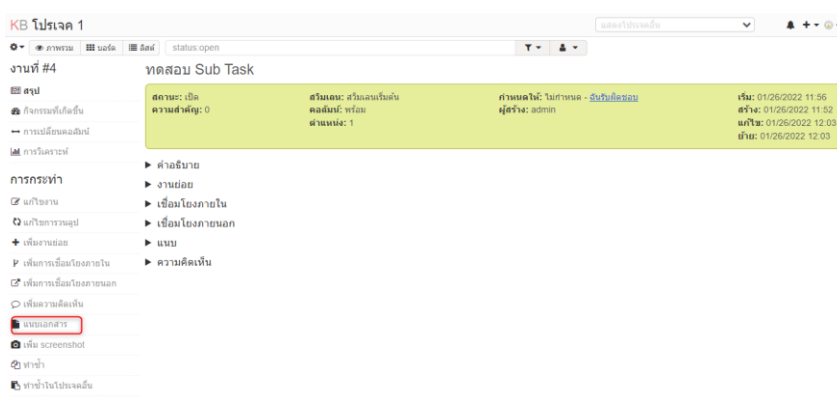 KB โปรเจค 1
แสดงโปรเจคอื่น
ภาพรวม บอร์ด ลิสต์ status:open
งานที่ #4
ทดสอบ Sub Task
สรุป
กิจกรรมที่เกิดขึ้น
การเปลี่ยนคอลัมน์
การวิเคราะห์
สถานะ: เปิด
ความสำคัญ: 0
สวิมเลน: สวิมเลนเริ่มต้น
คอลัมน์: พร้อม
ตำแหน่ง: 1
กำหนดให้: ไม่กำหนด - ฉันรับผิดชอบ
ผู้สร้าง: admin
เริ่ม: 01/26/2022 11:56
สร้าง: 01/26/2022 11:52
แก้ไข: 01/26/2022 12:03
ย้าย: 01/26/2022 12:03
คำอธิบาย
งานย่อย
เชื่อมโยงภายใน
เชื่อมโยงภายนอก
แนบ
ความคิดเห็น
การกระทำ
แก้ไขงาน
แก้ไขการวนลูป
เพิ่มงานย่อย
เพิ่มการเชื่อมโยงภายใน
เพิ่มการเชื่อมโยงภายนอก
เพิ่มความคิดเห็น
แนบเอกสาร
เพิ่ม screenshot
ทำซ้ำ
ทำซ้ำในโปรเจคอื่น